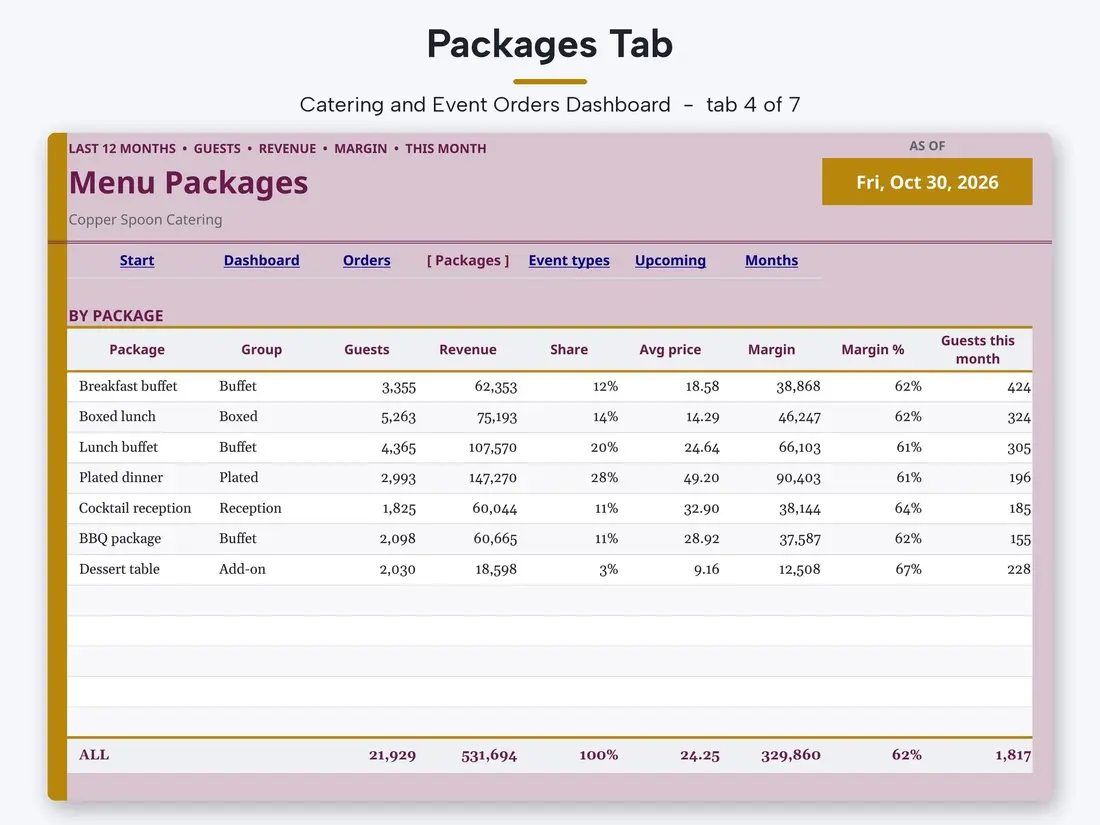 Packages Tab
Catering and Event Orders Dashboard - tab 4 of 7
LAST 12 MONTHS • GUESTS • REVENUE • MARGIN • THIS MONTH
AS OF
Menu Packages
Fri, Oct 30, 2026
Copper Spoon Catering
Start Dashboard Orders [ Packages ] Event types Upcoming Months
BY PACKAGE
Package Group Guests Revenue Share Avg price Margin Margin % Guests this month
Breakfast buffet Buffet 3,355 62,353 12% 18.58 38,868 62% 424
Boxed lunch Boxed 5,263 75,193 14% 14.29 46,247 62% 324
Lunch buffet Buffet 4,365 107,570 20% 24.64 66,103 61% 305
Plated dinner Plated 2,993 147,270 28% 49.20 90,403 61% 196
Cocktail reception Reception 1,825 60,044 11% 32.90 38,144 64% 185
BBQ package Buffet 2,098 60,665 11% 28.92 37,587 62% 155
Dessert table Add-on 2,030 18,598 3% 9.16 12,508 67% 228
ALL 21,929 531,694 100% 24.25 329,860 62% 1,817